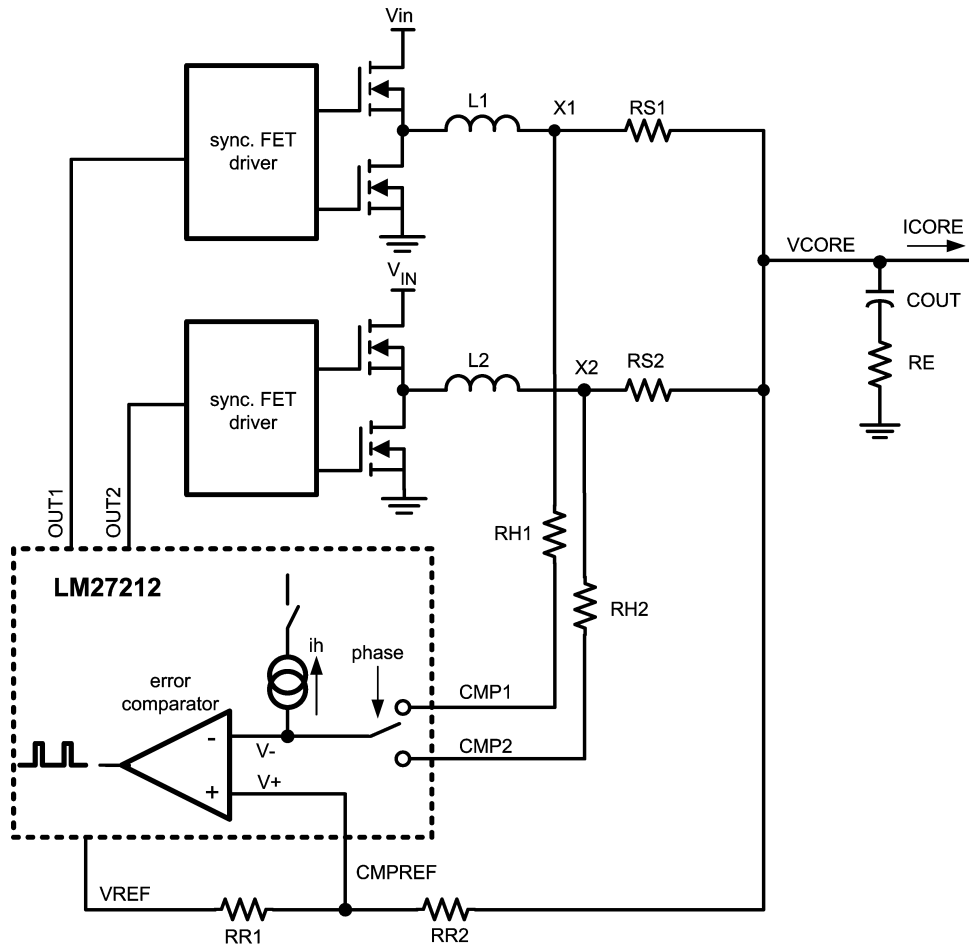 Vin
L1
X1
RS1
sync. FET
driver
ICORE
VCORE
VIN
COUT
L2
X2
RS2
RE
sync. FET
driver
OUT1
OUT2
RH1
LM27212
RH2
ih
phase
error
comparator
CMP1
-
V-
CMP2
V+
+
CMPREF
VREF
RR1
RR2